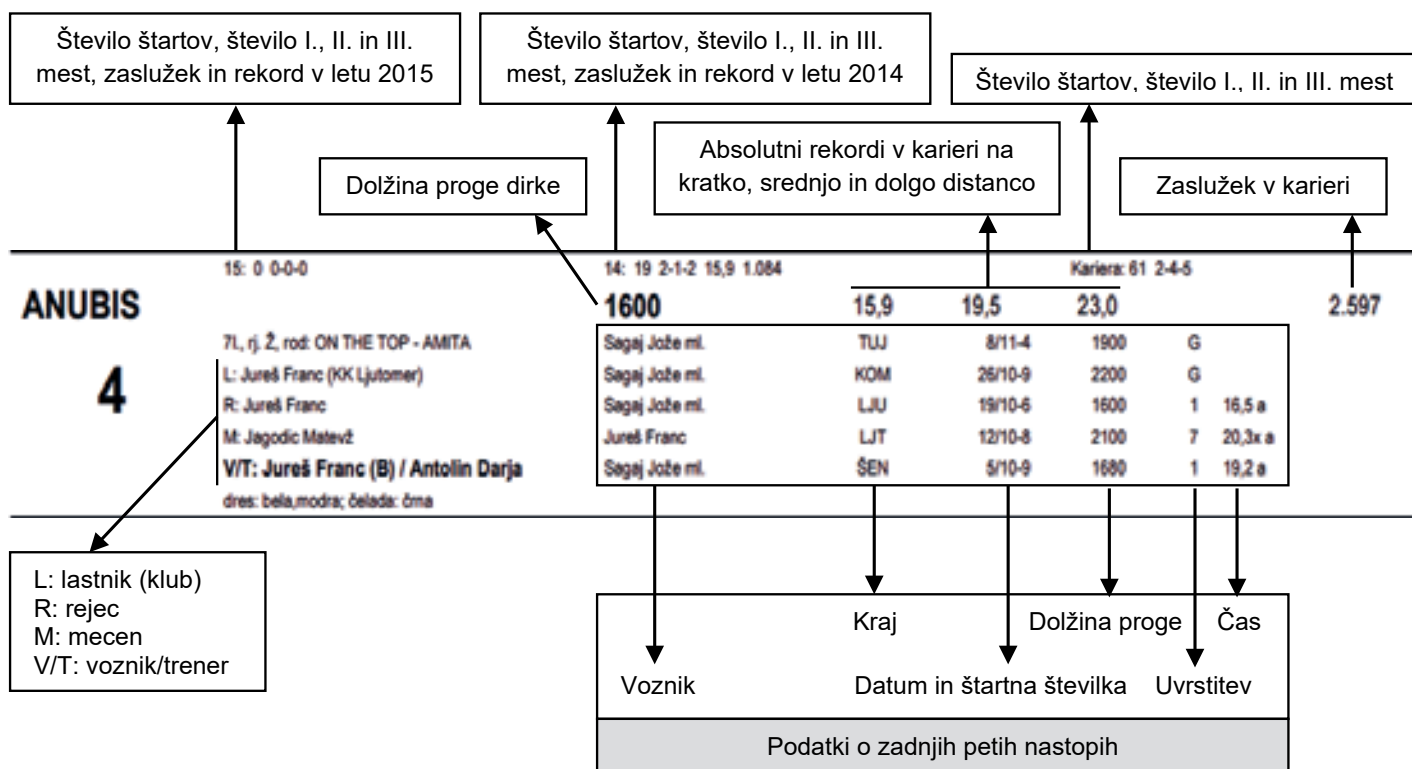 Število štartov, število I., II. in III.
mest, zaslužek in rekord v letu 2015
Število štartov, število I., II. in III.
mest, zaslužek in rekord v letu 2014
Število štartov, število I., II. in III. mest
Dolžina proge dirke
Absolutni rekordi v karieri na
kratko, srednjo in dolgo distanco
Zaslužek v karieri
15: 0 0-0-0 14: 19 2-1-2 15,9 1.084 Kariera: 61 2-4-5
ANUBIS 1600 15,9 19,5 23,0 2.597
7l., rj. Ž, rod: ON THE TOP - AMITA Sagaj Jože ml. TUJ 8/11-4 1900 G
4
L: Jureš Franc (KK Ljutomer) Sagaj Jože ml. KOM 26/10-9 2200 G
R: Jureš Franc Sagaj Jože ml. LJU 19/10-6 1600 1 16,5 a
M: Jagodic Matevž Jureš Franc LJT 12/10-8 2100 7 20,3x a
V/T: Jureš Franc (B) / Antolin Darja Sagaj Jože ml. ŠEN 5/10-9 1680 1 19,2 a
dres: bela,modra; čelada: črna
L: lastnik (klub)
R: rejec
M: mecen
V/T: voznik/trener
Kraj Dolžina proge Čas
Voznik Datum in štartna številka Uvrstitev
Podatki o zadnjih petih nastopih